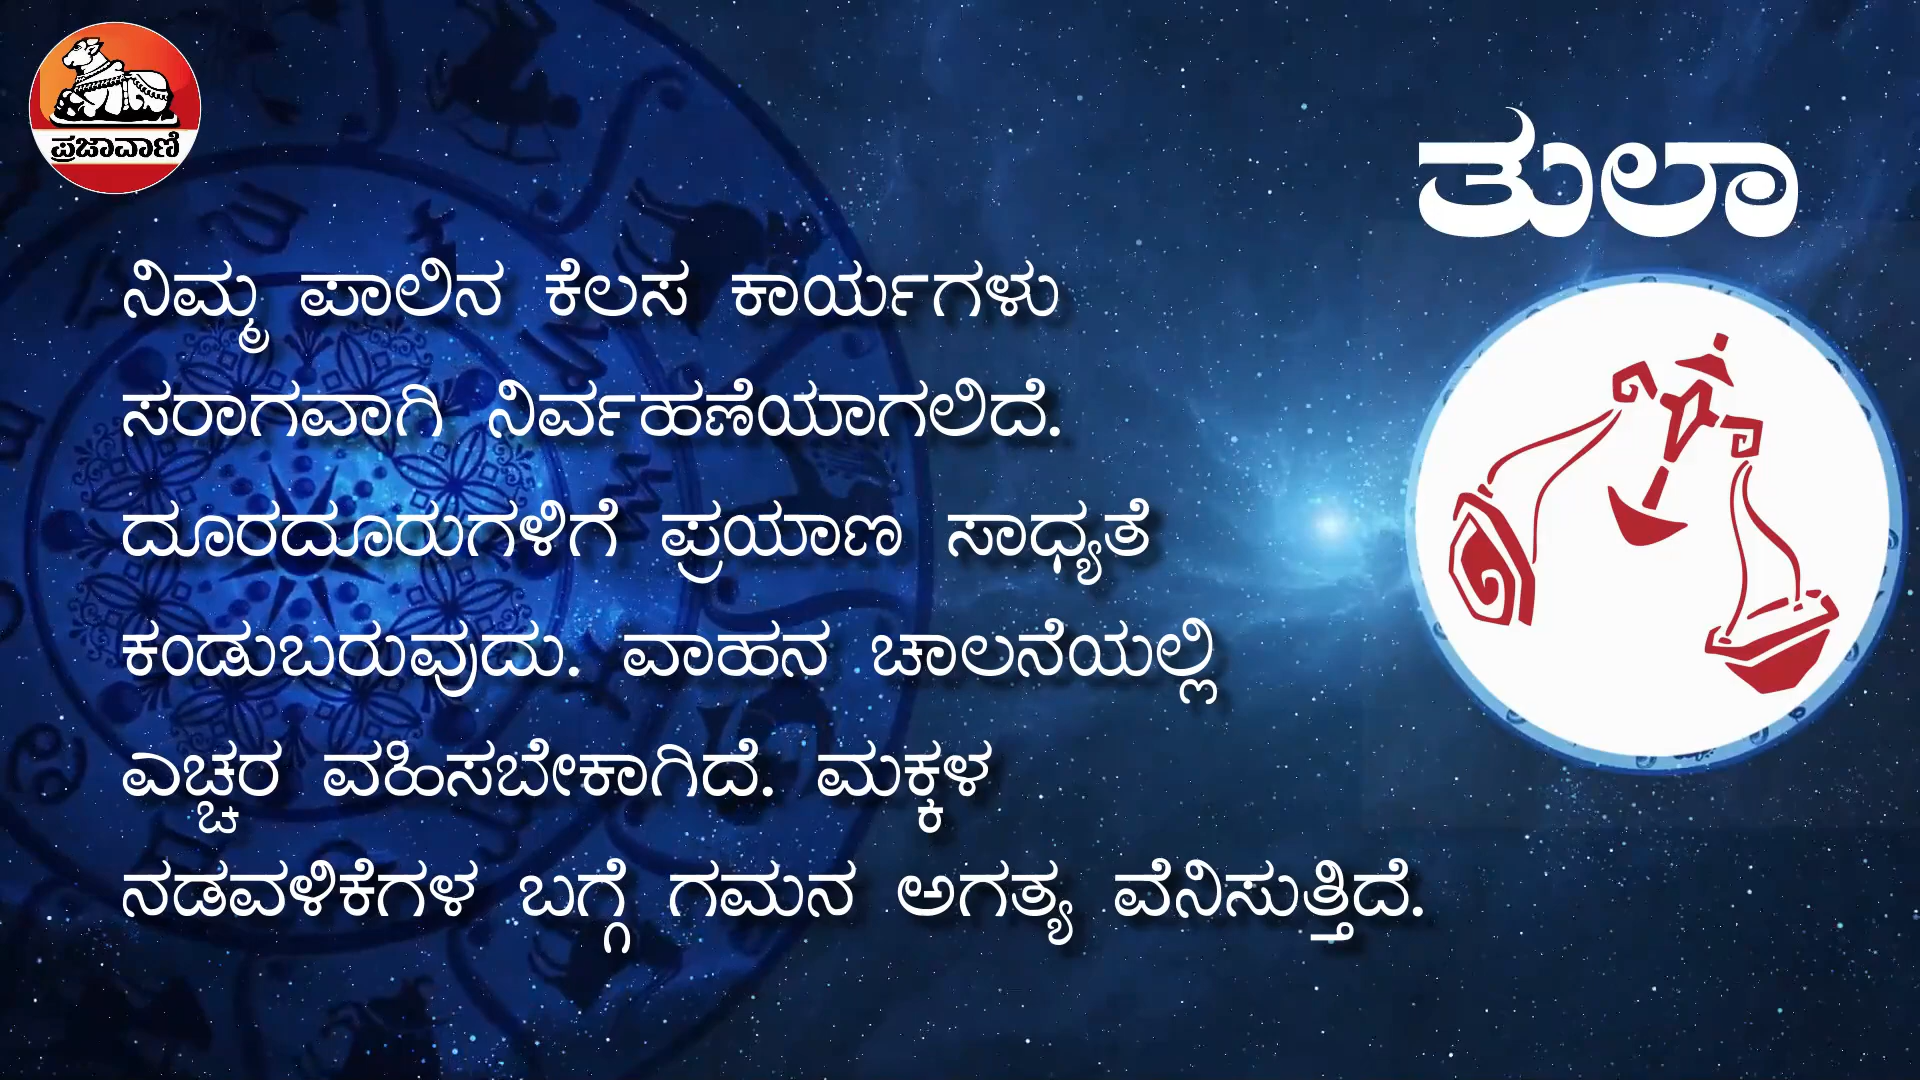 ಪ್ರಜಾವಾಣಿ
ತುಲಾ
ನಿಮ್ಮ ಪಾಲಿನ ಕೆಲಸ ಕಾರ್ಯಗಳು
ಸರಾಗವಾಗಿ ನಿರ್ವಹಣೆಯಾಗಲಿದೆ.
ದೂರದೂರುಗಳಿಗೆ ಪ್ರಯಾಣ ಸಾಧ್ಯತೆ
ಕಂಡುಬರುವುದು. ವಾಹನ ಚಾಲನೆಯಲ್ಲಿ
ಎಚ್ಚರ ವಹಿಸಬೇಕಾಗಿದೆ. ಮಕ್ಕಳ
ನಡವಳಿಕೆಗಳ ಬಗ್ಗೆ ಗಮನ ಅಗತ್ಯ ವೆನಿಸುತ್ತಿದೆ.